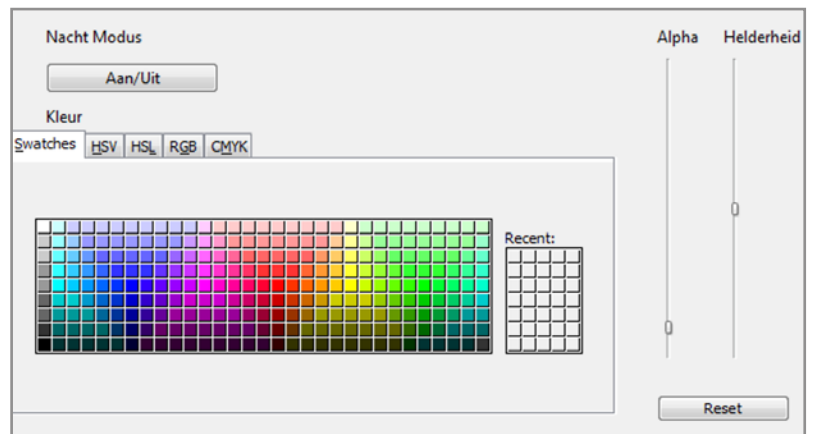 Nacht Modus
Alpha Helderheid
Aan/Uit
Kleur
Swatches HSV HSL RGB CMYK
Recent:
Reset